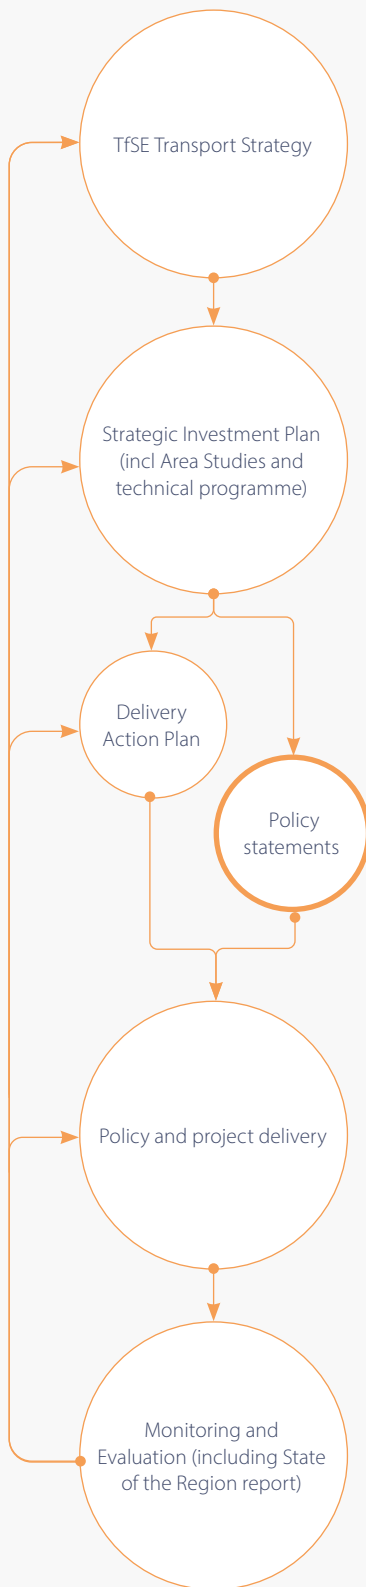 TfSE Transport Strategy
Strategic Investment Plan
(incl Area Studies and
technical programme)
Delivery
Action Plan
Policy
statements
Policy and project delivery
Monitoring and
Evaluation (including State
of the Region report)